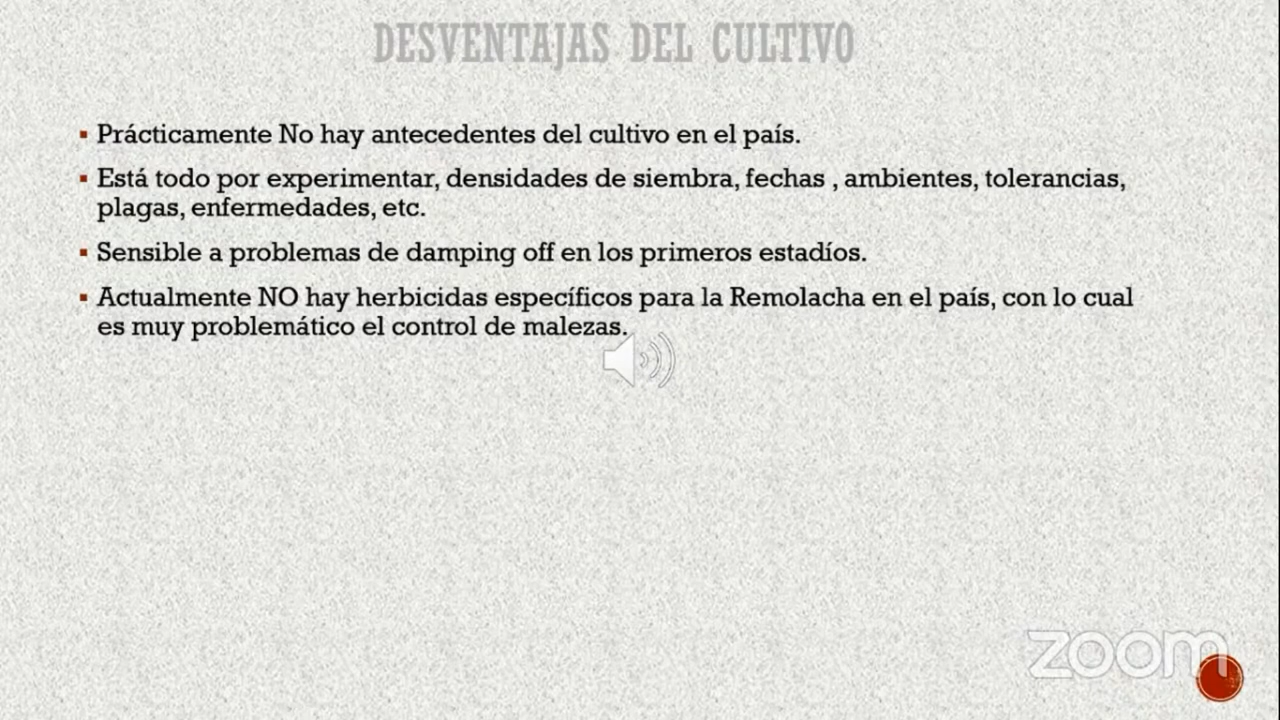 DESVENTAJAS DEL CULTIVO
▪ Prácticamente No hay antecedentes del cultivo en el país.
▪ Está todo por experimentar, densidades de siembra, fechas , ambientes, tolerancias,
plagas, enfermedades, etc.
▪ Sensible a problemas de damping off en los primeros estadíos.
▪ Actualmente NO hay herbicidas específicos para la Remolacha en el país, con lo cual
es muy problemático el control de malezas.
zoom